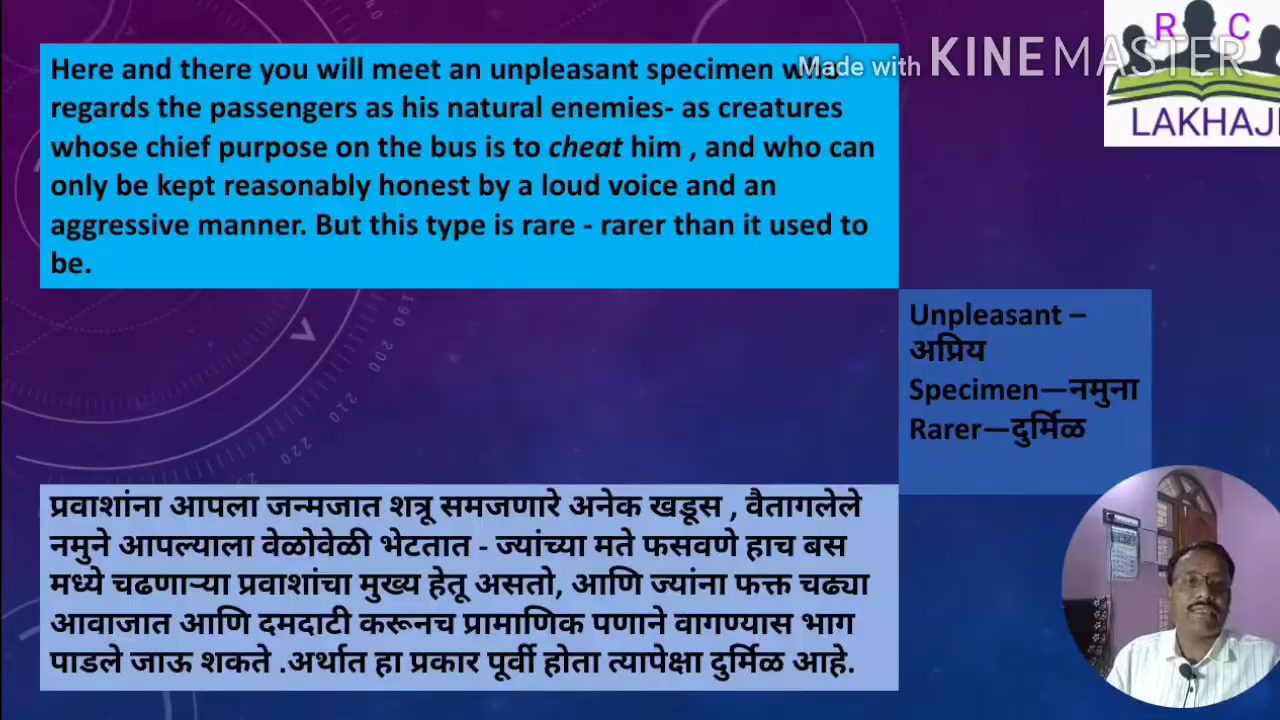 Here and there you will meet an unpleasant specimen
regards the passengers as his natural enemies- as creatures
whose chief purpose on the bus is to cheat him , and who can
only be kept reasonably honest by a loud voice and an
aggressive manner. But this type is rare - rarer than it used to
be.
Made with KINEMASTER
R C
LAKHAJI
40
190
200
210
220
Unpleasant –
अप्रिय
Specimen—नमुना
Rarer—दुर्मिळ
प्रवाशांना आपला जन्मजात शत्रू समजणारे अनेक खडूस , वैतागलेले
नमुने आपल्याला वेळोवेळी भेटतात - ज्यांच्या मते फसवणे हाच बस
मध्ये चढणाऱ्या प्रवाशांचा मुख्य हेतू असतो, आणि ज्यांना फक्त चढ्या
आवाजात आणि दमदाटी करूनच प्रामाणिक पणाने वागण्यास भाग
पाडले जाऊ शकते .अर्थात हा प्रकार पूर्वी होता त्यापेक्षा दुर्मिळ आहे.